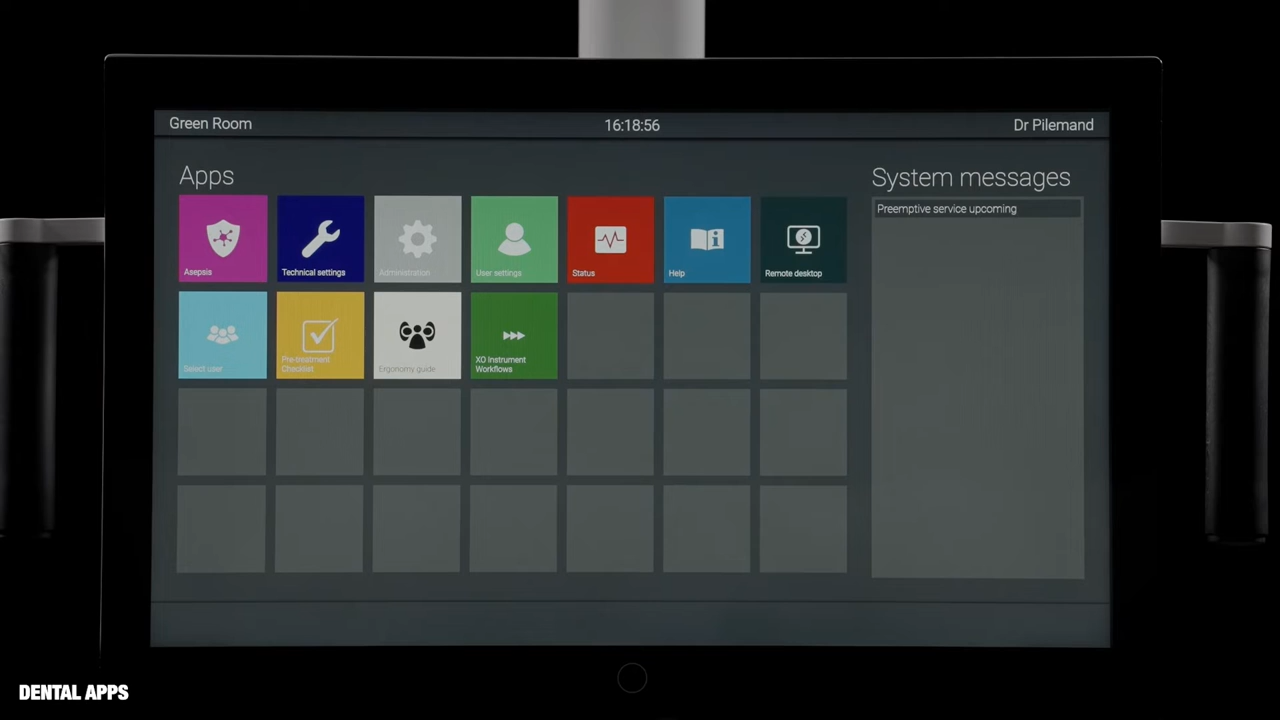 Green Room
16:18:56
Dr Pilemand
Apps
System messages
Preemptive service upcoming
Asepsis
Technical settings
Administration
User settings
Status
Help
Remote desktop
Select user
Pre-treatment
Checklist
Ergonomy guide
XO Instrument
Workflows
DENTAL APPS